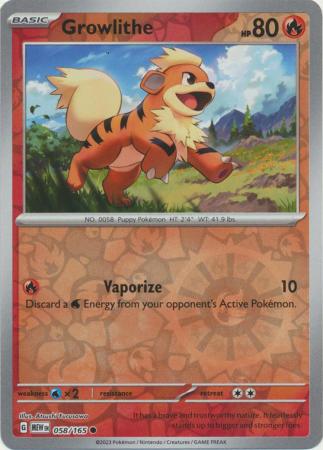 BASIC
Growlithe
HP 80
NO. 0058 Puppy Pokémon HT: 2'4" WT: 41.9 lbs.
Vaporize 10
Discard a Energy from your opponent's Active Pokémon.
weakness ×2 resistance retreat
Illus. Atsushi Furusawa
G MEW EN 058/165
It has a brave and trustworthy nature. It fearlessly
stands up to bigger and stronger foes.
©2023 Pokémon / Nintendo / Creatures / GAME FREAK